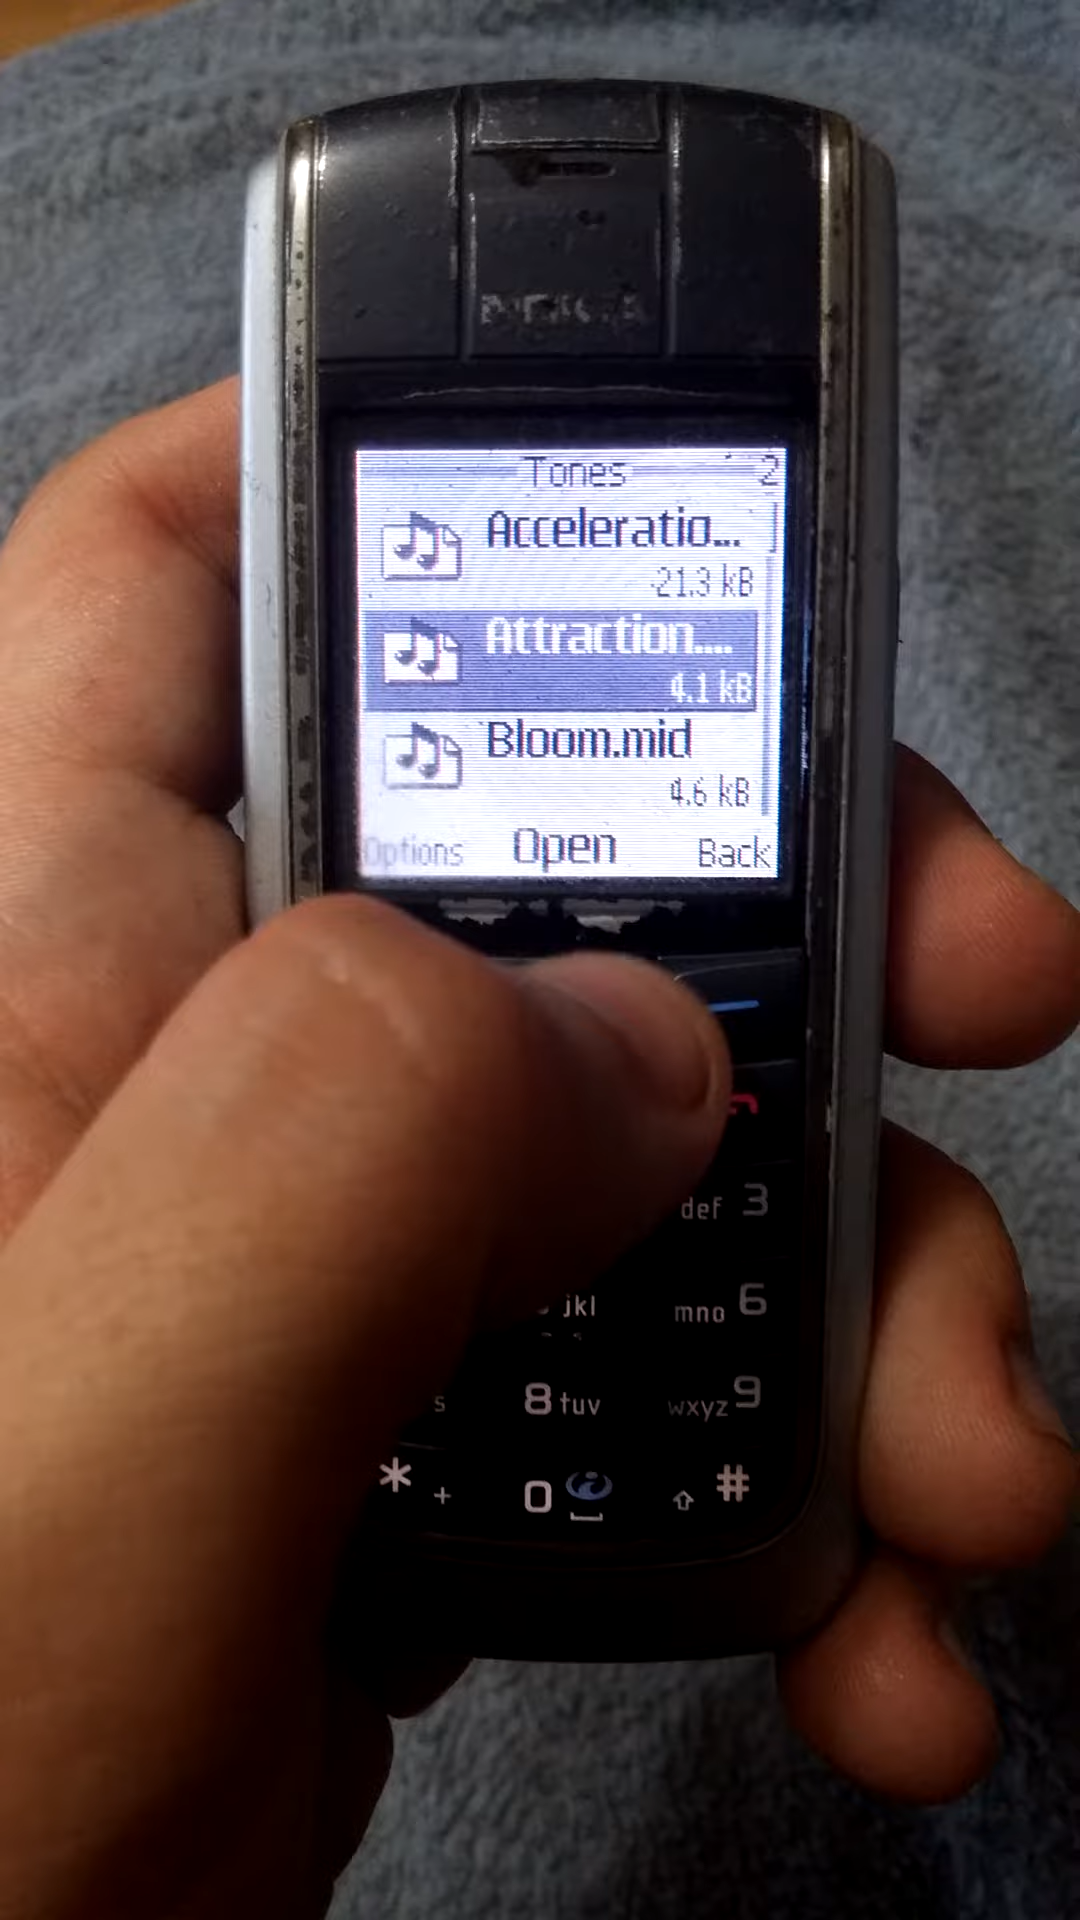 NOKIA
Tones 2
Acceleratio...
21.3 kB
Attraction....
4.1 kB
Bloom.mid
4.6 kB
Options Open Back
def 3
jkl
mno 6
s
8 tuv
wxyz 9
* +
0
#